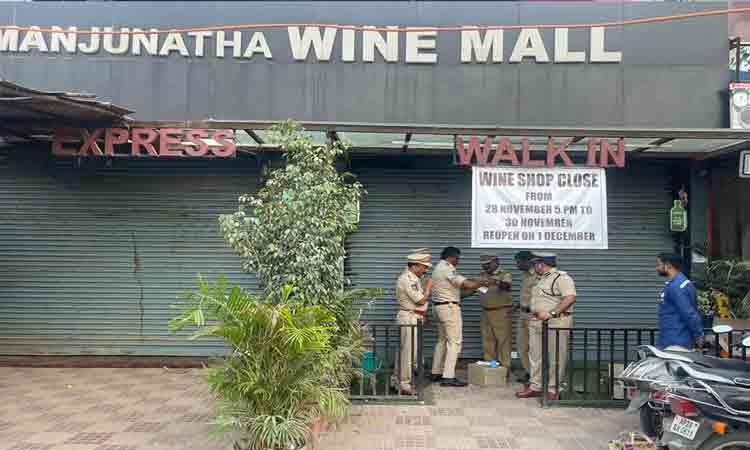 MANJUNATHA WINE MALL
EXPRESS
WALK IN
WINE SHOP CLOSE
FROM
28 NOVEMBER 5 PM TO
30 NOVEMBER
REOPEN ON 1 DECEMBER